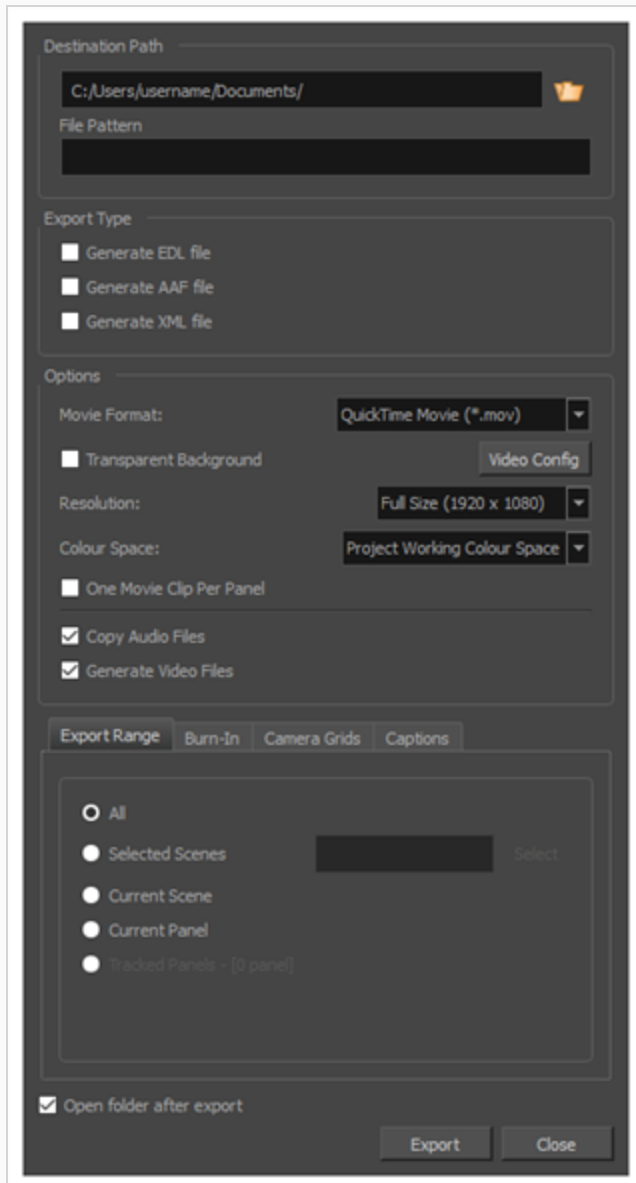 Destination Path
C:/Users/username/Documents/
File Pattern
Export Type
Generate EDL file
Generate AAF file
Generate XML file
Options
Movie Format: QuickTime Movie (*.mov)
Transparent Background Video Config
Resolution: Full Size (1920 x 1080)
Colour Space: Project Working Colour Space
One Movie Clip Per Panel
Copy Audio Files
Generate Video Files
Export Range Burn-In Camera Grids Captions
All
Selected Scenes Select
Current Scene
Current Panel
Tracked Panels - [0 panel]
Open folder after export
Export Close